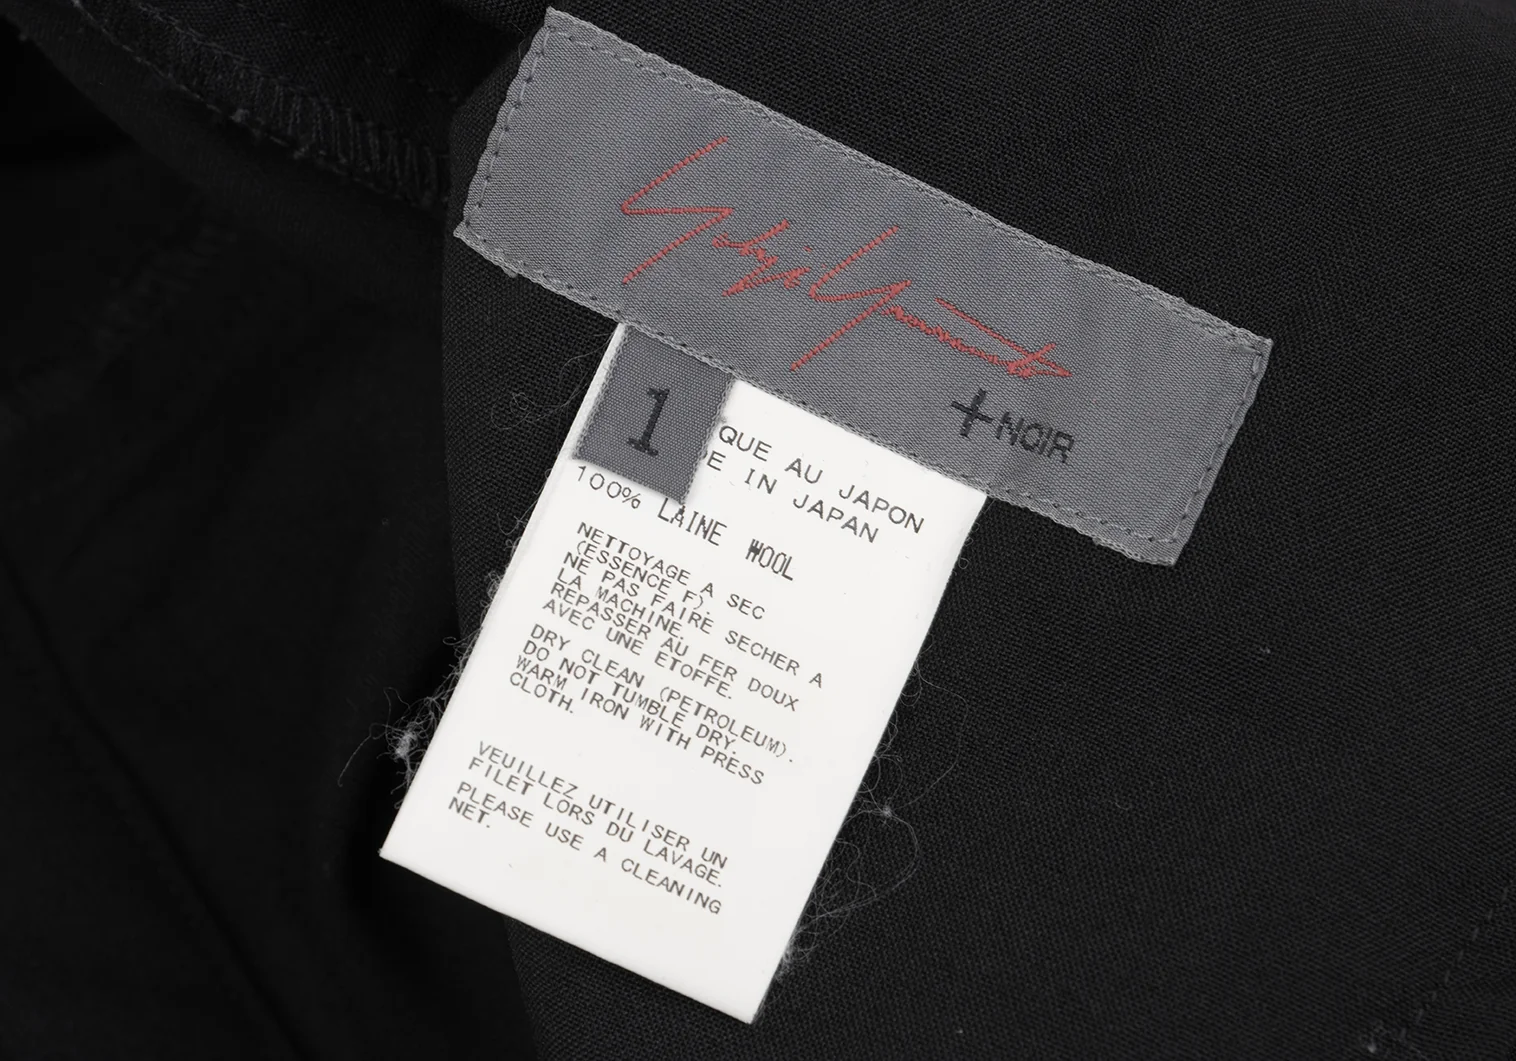 Yohji Yamamoto
+NOIR
1
QUE AU JAPON
E IN JAPAN
100% LAINE WOOL
NETTOYAGE A SEC
(ESSENCE F).
NE PAS FAIRE SECHER A
LA MACHINE.
REPASSER AU FER DOUX
AVEC UNE ETOFFE.
DRY CLEAN (PETROLEUM).
DO NOT TUMBLE DRY.
WARM IRON WITH PRESS
CLOTH.
VEUILLEZ UTILISER UN
FILET LORS DU LAVAGE.
PLEASE USE A CLEANING
NET.